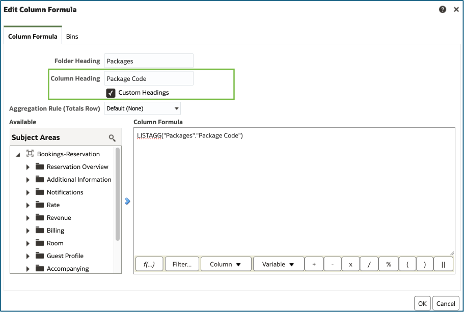 Edit Column Formula
Column Formula
Bins
Folder Heading
Packages
Column Heading
Package Code
Custom Headings
Aggregation Rule (Totals Row)
Default (None)
Available
Column Formula
Subject Areas
Bookings-Reservation
Reservation Overview
Additional Information
Notifications
Rate
Revenue
Billing
Room
Guest Profile
Accompanying
LISTAGG("Packages"."Package Code")
f(...)
Filter...
Column
Variable
+
-
x
/
%
(
)
||
OK
Cancel